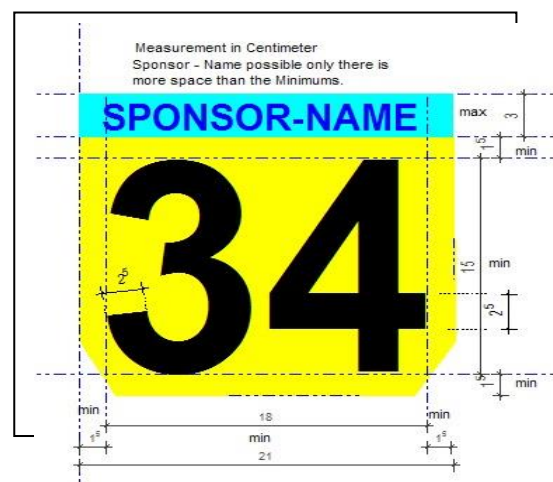 Measurement in Centimeter
Sponsor - Name possible only there is
more space than the Minimums.
SPONSOR-NAME
max
3
1⁵
min
34
2⁵
15
min
2⁵
1⁵
min
min
18
min
1⁵
min
1⁵
21